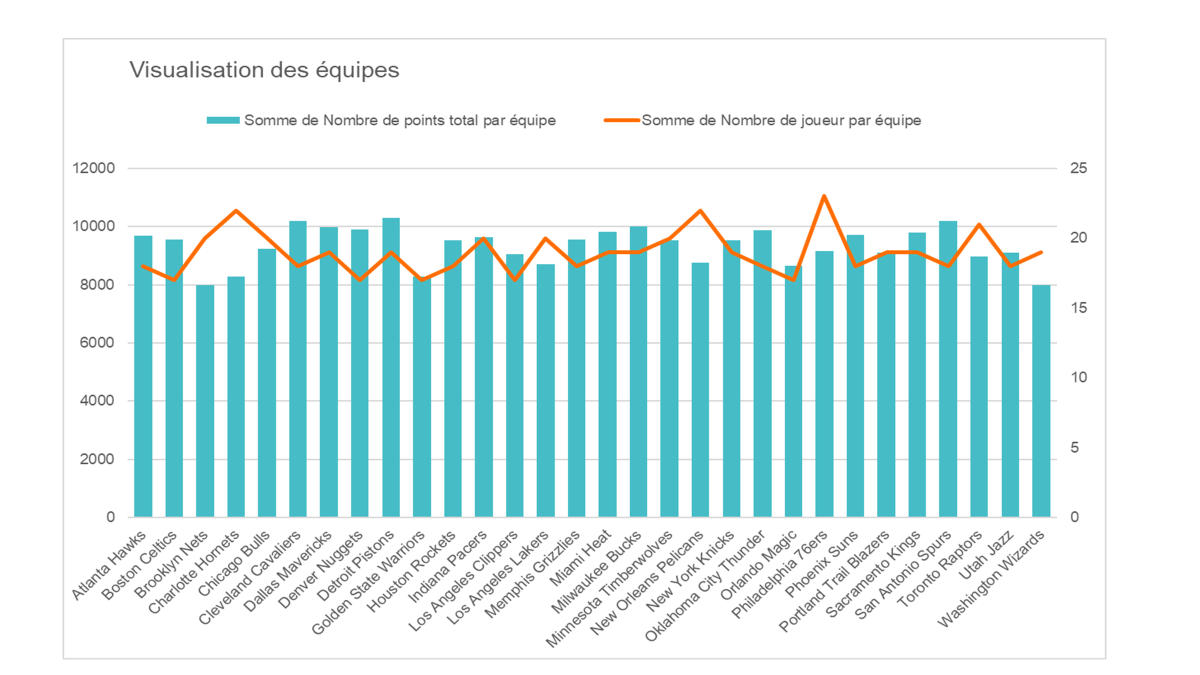 Visualisation des équipes
Somme de Nombre de points total par équipe
Somme de Nombre de joueur par équipe
12000
10000
8000
6000
4000
2000
0
25
20
15
10
5
0
Atlanta Hawks
Boston Celtics
Brooklyn Nets
Charlotte Hornets
Chicago Bulls
Cleveland Cavaliers
Dallas Mavericks
Denver Nuggets
Detroit Pistons
Golden State Warriors
Houston Rockets
Indiana Pacers
Los Angeles Clippers
Los Angeles Lakers
Memphis Grizzlies
Miami Heat
Milwaukee Bucks
Minnesota Timberwolves
New Orleans Pelicans
New York Knicks
Oklahoma City Thunder
Orlando Magic
Philadelphia 76ers
Phoenix Suns
Portland Trail Blazers
Sacramento Kings
San Antonio Spurs
Toronto Raptors
Utah Jazz
Washington Wizards